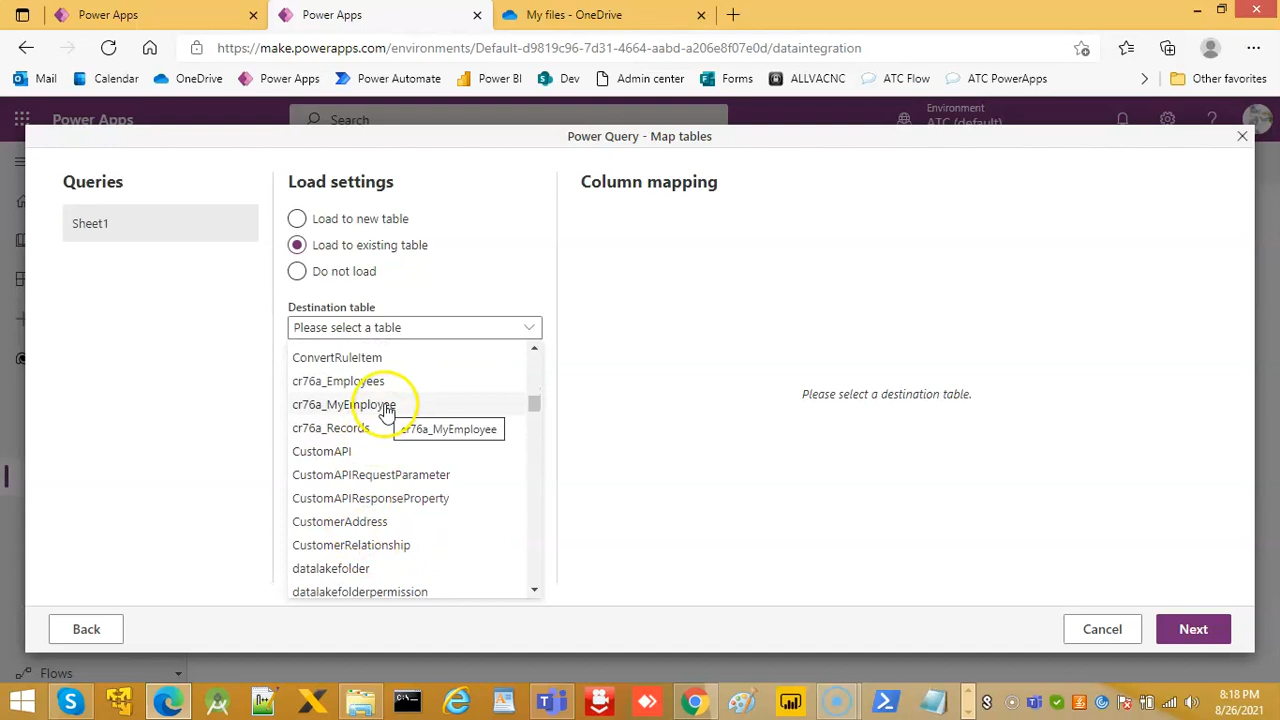 Power Apps
Power Apps
My files - OneDrive
https://make.powerapps.com/environments/Default-d9819c96-7d31-4664-aabd-a206e8f07e0d/dataintegration
Mail
Calendar
OneDrive
Power Apps
Power Automate
Power BI
Dev
Admin center
Forms
ALLVACNC
ATC Flow
ATC PowerApps
Other favorites
Power Apps
Search
Environment
ATC (default)
Power Query - Map tables
Queries
Sheet1
Load settings
Load to new table
Load to existing table
Do not load
Destination table
Please select a table
ConvertRuleItem
cr76a_Employees
cr76a_MyEmployee
cr76a_Records
cr76a_MyEmployee
CustomAPI
CustomAPIRequestParameter
CustomAPIResponseProperty
CustomerAddress
CustomerRelationship
datalakefolder
datalakefolderpermission
Column mapping
Please select a destination table.
Back
Cancel
Next
Flows
8:18 PM
8/26/2021